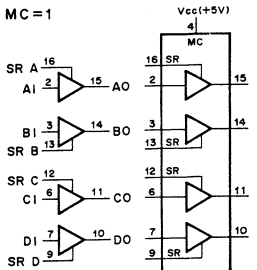 MC=1
Vcc(+5V)
4
MC
SR A 16
AI 2 15 AO
BI 3 14 BO
SR B 13
SR C 12
CI 6 11 CO
DI 7 10 DO
SR D 9
16 SR
2 15
3 14
13 SR
12 SR
6 11
7 10
9 SR